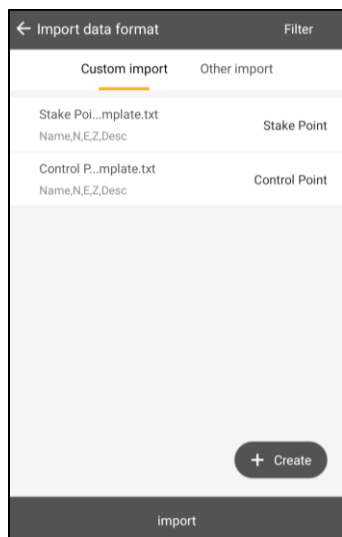 Import data format Filter
Custom import Other import
Stake Poi...mplate.txt
Stake Point
Name,N,E,Z,Desc
Control P...mplate.txt
Control Point
Name,N,E,Z,Desc
+ Create
import